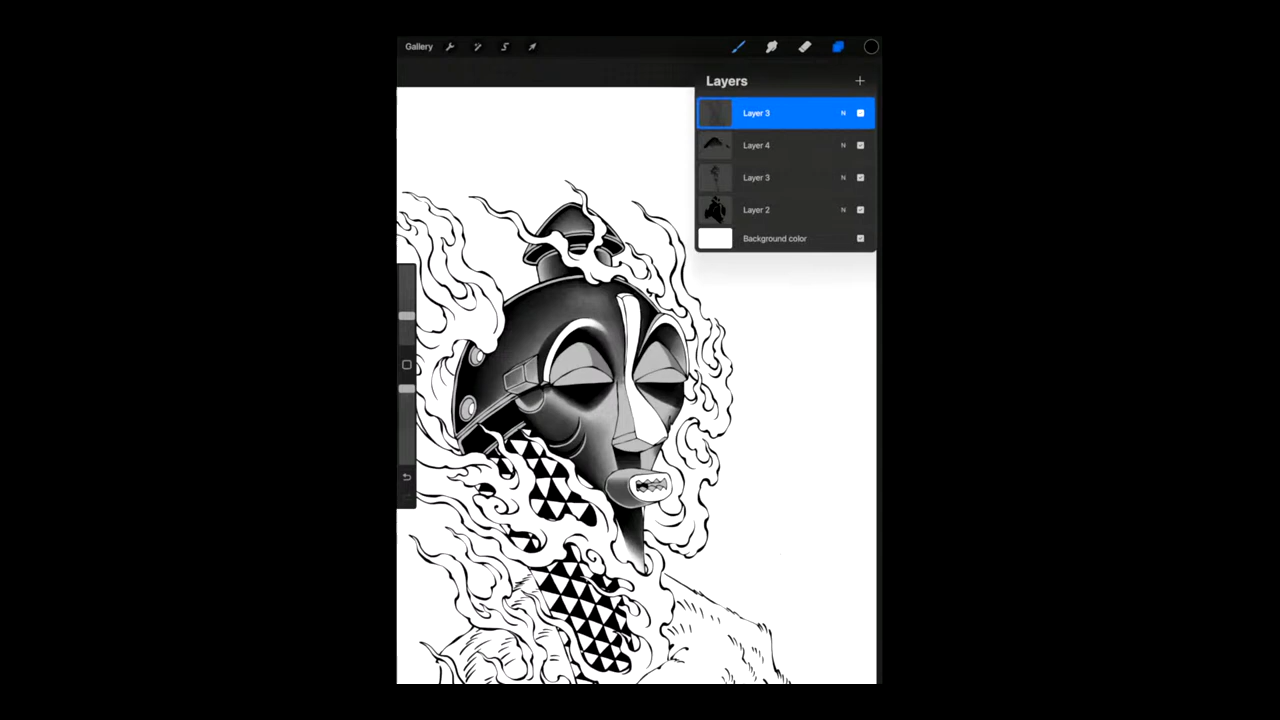 Gallery
Layers
Layer 3 N
Layer 4 N
Layer 3 N
Layer 2 N
Background color